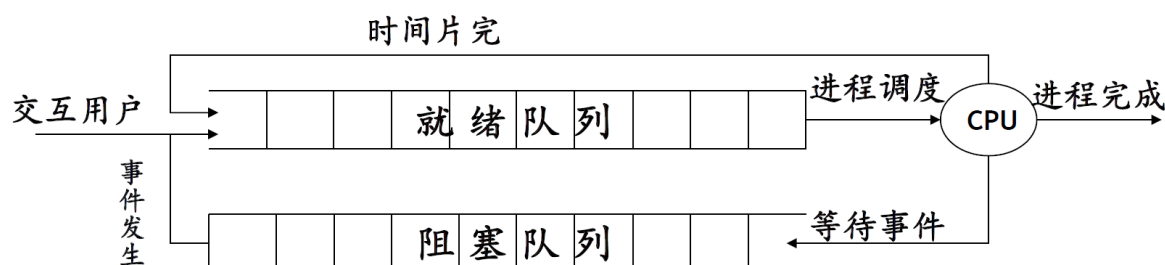 时间片完
交互用户
就绪队列
进程调度
CPU
进程完成
事件发生
阻塞队列
等待事件